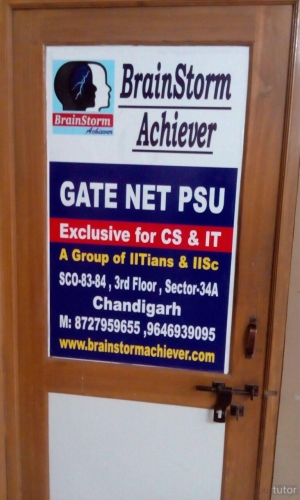 BrainStorm
Achiever
BrainStorm
Achiever
GATE NET PSU
Exclusive for CS & IT
A Group of IITians & IISc
SCO-83-84 , 3rd Floor , Sector-34A
Chandigarh
M: 8727959655 ,9646939095
www.brainstormachiever.com
tutor